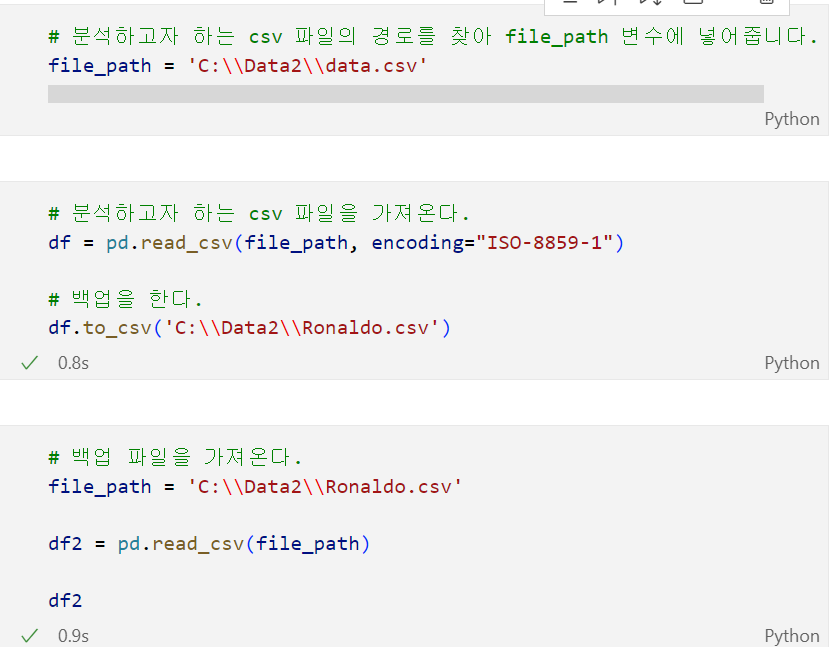 # 분석하고자 하는 csv 파일의 경로를 찾아 file_path 변수에 넣어줍니다.
file_path = 'C:\\Data2\\data.csv'
Python
# 분석하고자 하는 csv 파일을 가져온다.
df = pd.read_csv(file_path, encoding="ISO-8859-1")
# 백업을 한다.
df.to_csv('C:\\Data2\\Ronaldo.csv')
0.8s
Python
# 백업 파일을 가져온다.
file_path = 'C:\\Data2\\Ronaldo.csv'
df2 = pd.read_csv(file_path)
df2
0.9s
Python